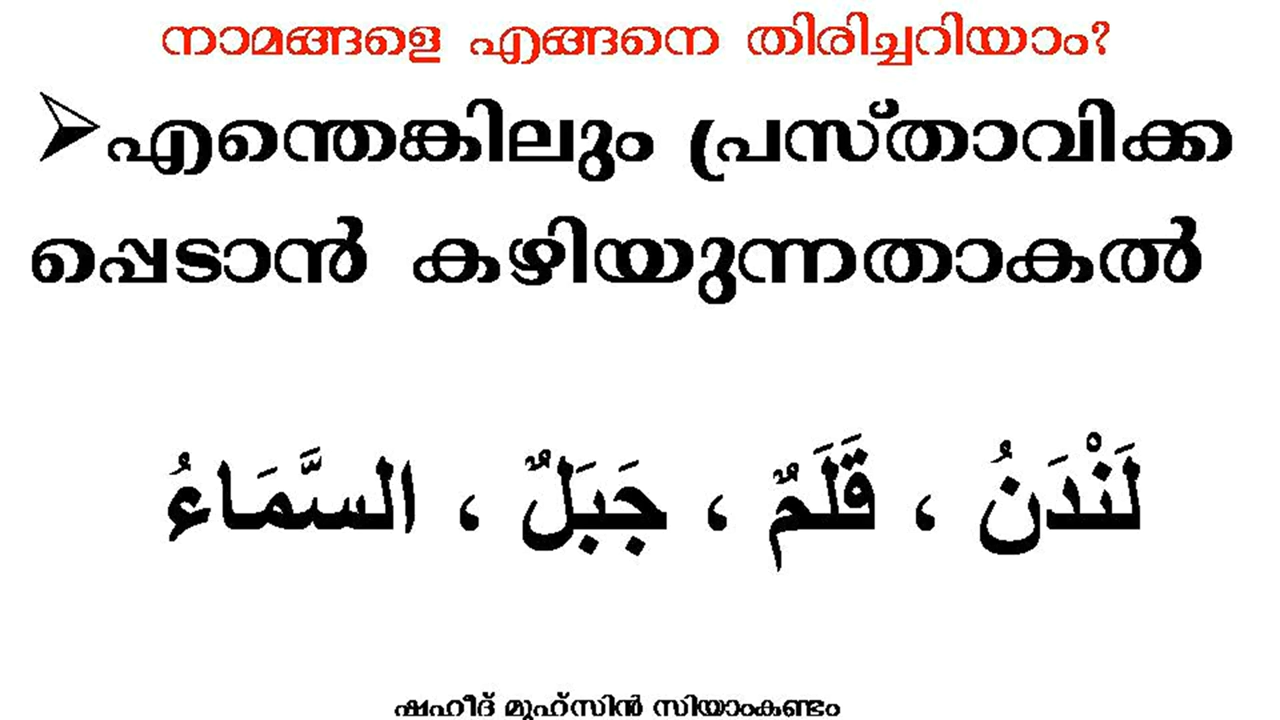 നാമങ്ങളെ എങ്ങനെ തിരിച്ചറിയാം?
➢എന്തെങ്കിലും പ്രസ്താവിക്ക
പ്പെടാൻ കഴിയുന്നതാകൽ
لَنْدَنُ ، قَلَمٌ ، جَبَلٌ ، السَّمَاءُ
ഷഹീദ് മുഹ്സിൻ സിയാംകണ്ടം